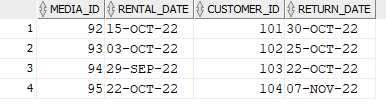 MEDIA_ID RENTAL_DATE CUSTOMER_ID RETURN_DATE
1 92 15-OCT-22 101 30-OCT-22
2 93 03-OCT-22 102 25-OCT-22
3 94 29-SEP-22 103 22-OCT-22
4 95 22-OCT-22 104 07-NOV-22